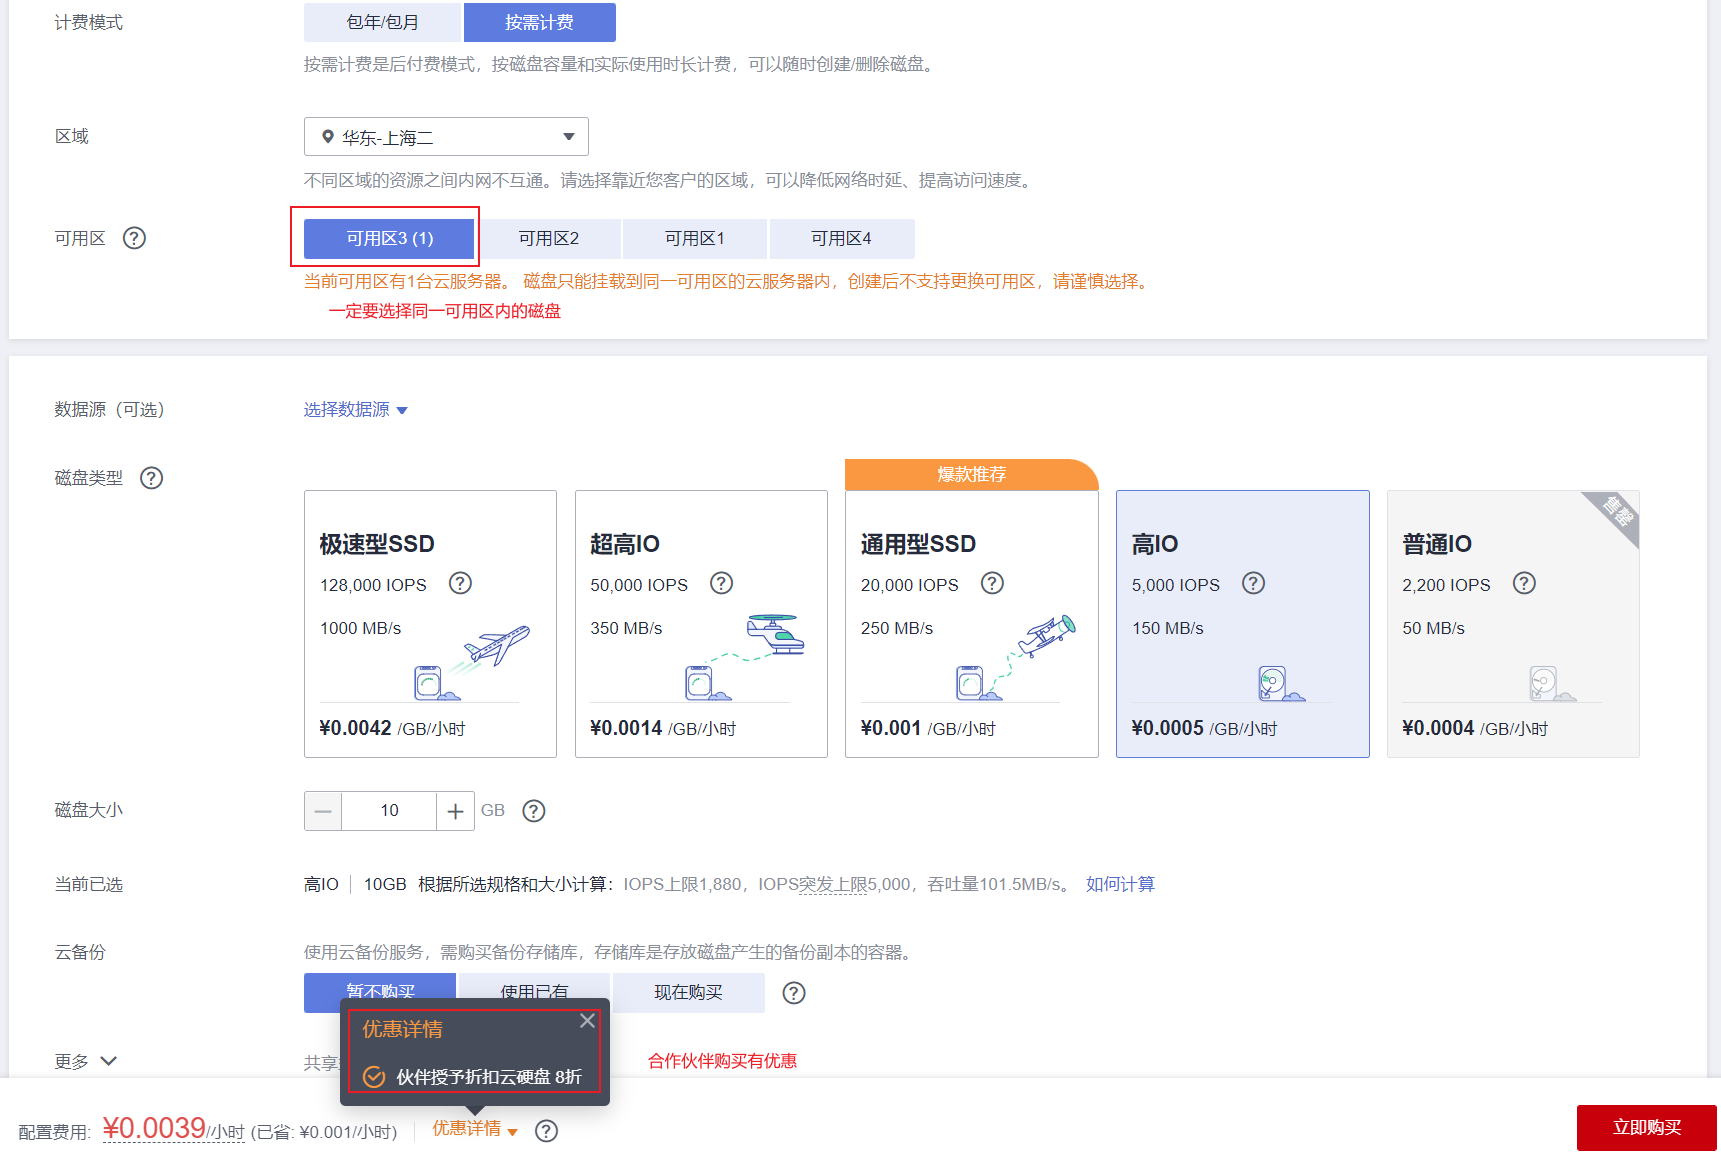 计费模式 包年/包月 按需计费
按需计费是后付费模式，按磁盘容量和实际使用时长计费，可以随时创建/删除磁盘。
区域 华东-上海二
不同区域的资源之间内网不互通。请选择靠近您客户的区域，可以降低网络时延、提高访问速度。
可用区 ? 可用区3 (1) 可用区2 可用区1 可用区4
当前可用区有1台云服务器。 磁盘只能挂载到同一可用区的云服务器内，创建后不支持更换可用区，请谨慎选择。
一定要选择同一可用区内的磁盘
数据源（可选） 选择数据源
磁盘类型 ?
爆款推荐
售罄
极速型SSD 超高IO 通用型SSD 高IO 普通IO
128,000 IOPS ? 50,000 IOPS ? 20,000 IOPS ? 5,000 IOPS ? 2,200 IOPS ?
1000 MB/s 350 MB/s 250 MB/s 150 MB/s 50 MB/s
¥0.0042 /GB/小时 ¥0.0014 /GB/小时 ¥0.001 /GB/小时 ¥0.0005 /GB/小时 ¥0.0004 /GB/小时
磁盘大小 — 10 + GB ?
当前已选 高IO | 10GB 根据所选规格和大小计算：IOPS上限1,880，IOPS突发上限5,000，吞吐量101.5MB/s。 如何计算
云备份 使用云备份服务，需购买备份存储库，存储库是存放磁盘产生的备份副本的容器。
暂不购买 使用已有 现在购买 ?
优惠详情
更多 共享 合作伙伴购买有优惠
伙伴授予折扣云硬盘 8折
配置费用: ¥0.0039/小时 (已省: ¥0.001/小时) 优惠详情 ? 立即购买